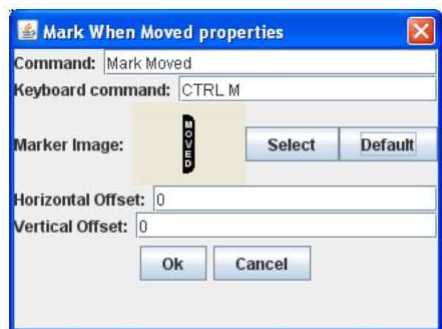 Mark When Moved properties
Command: Mark Moved
Keyboard command: CTRL M
Marker Image: MOVED Select Default
Horizontal Offset: 0
Vertical Offset: 0
Ok Cancel